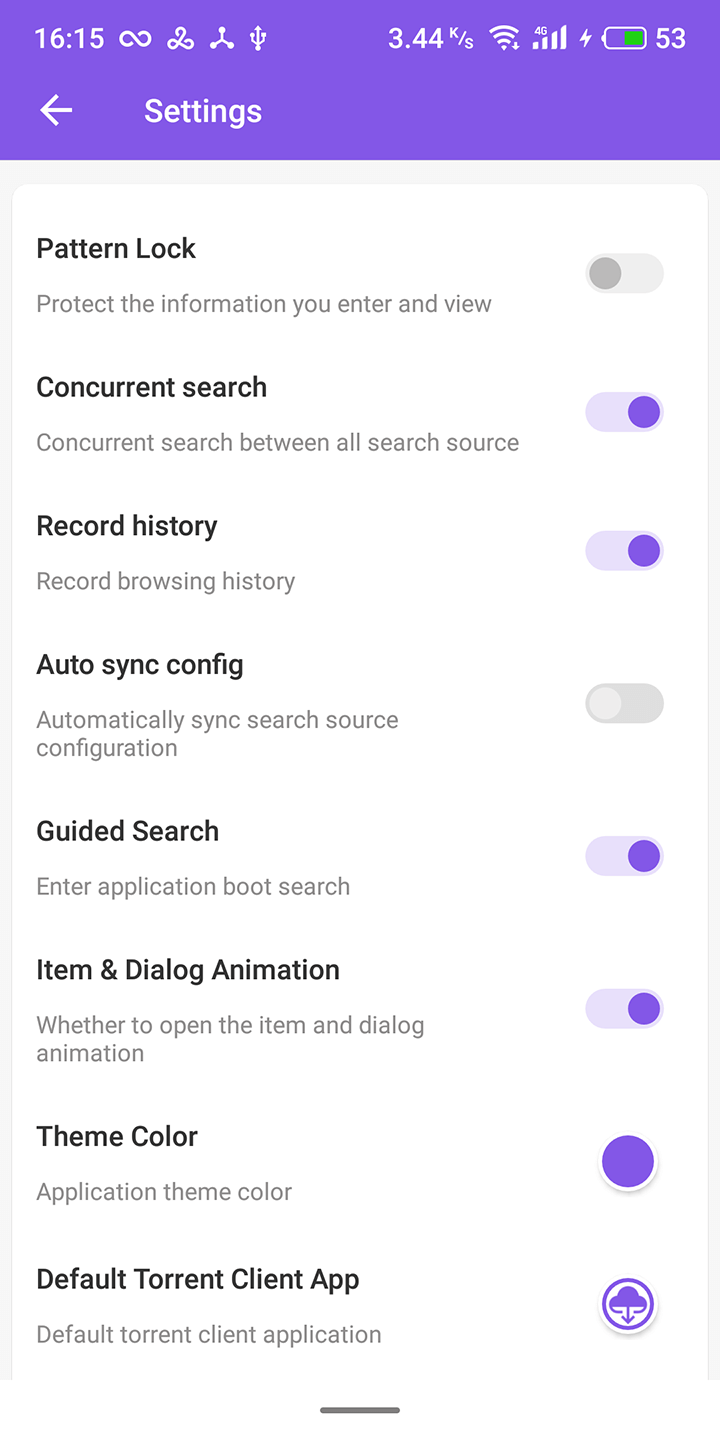 16:15 3.44 K/s 4G 53
Settings
Pattern Lock
Protect the information you enter and view
Concurrent search
Concurrent search between all search source
Record history
Record browsing history
Auto sync config
Automatically sync search source
configuration
Guided Search
Enter application boot search
Item & Dialog Animation
Whether to open the item and dialog
animation
Theme Color
Application theme color
Default Torrent Client App
Default torrent client application